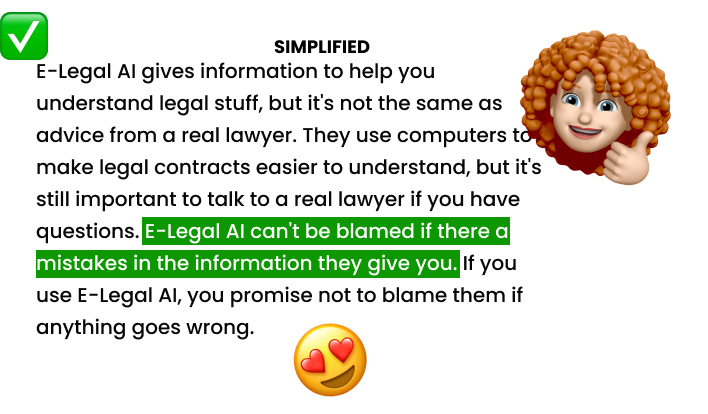 SIMPLIFIED
E-Legal AI gives information to help you
understand legal stuff, but it's not the same as
advice from a real lawyer. They use computers to
make legal contracts easier to understand, but it's
still important to talk to a real lawyer if you have
questions. E-Legal AI can't be blamed if there a
mistakes in the information they give you. If you
use E-Legal AI, you promise not to blame them if
anything goes wrong.